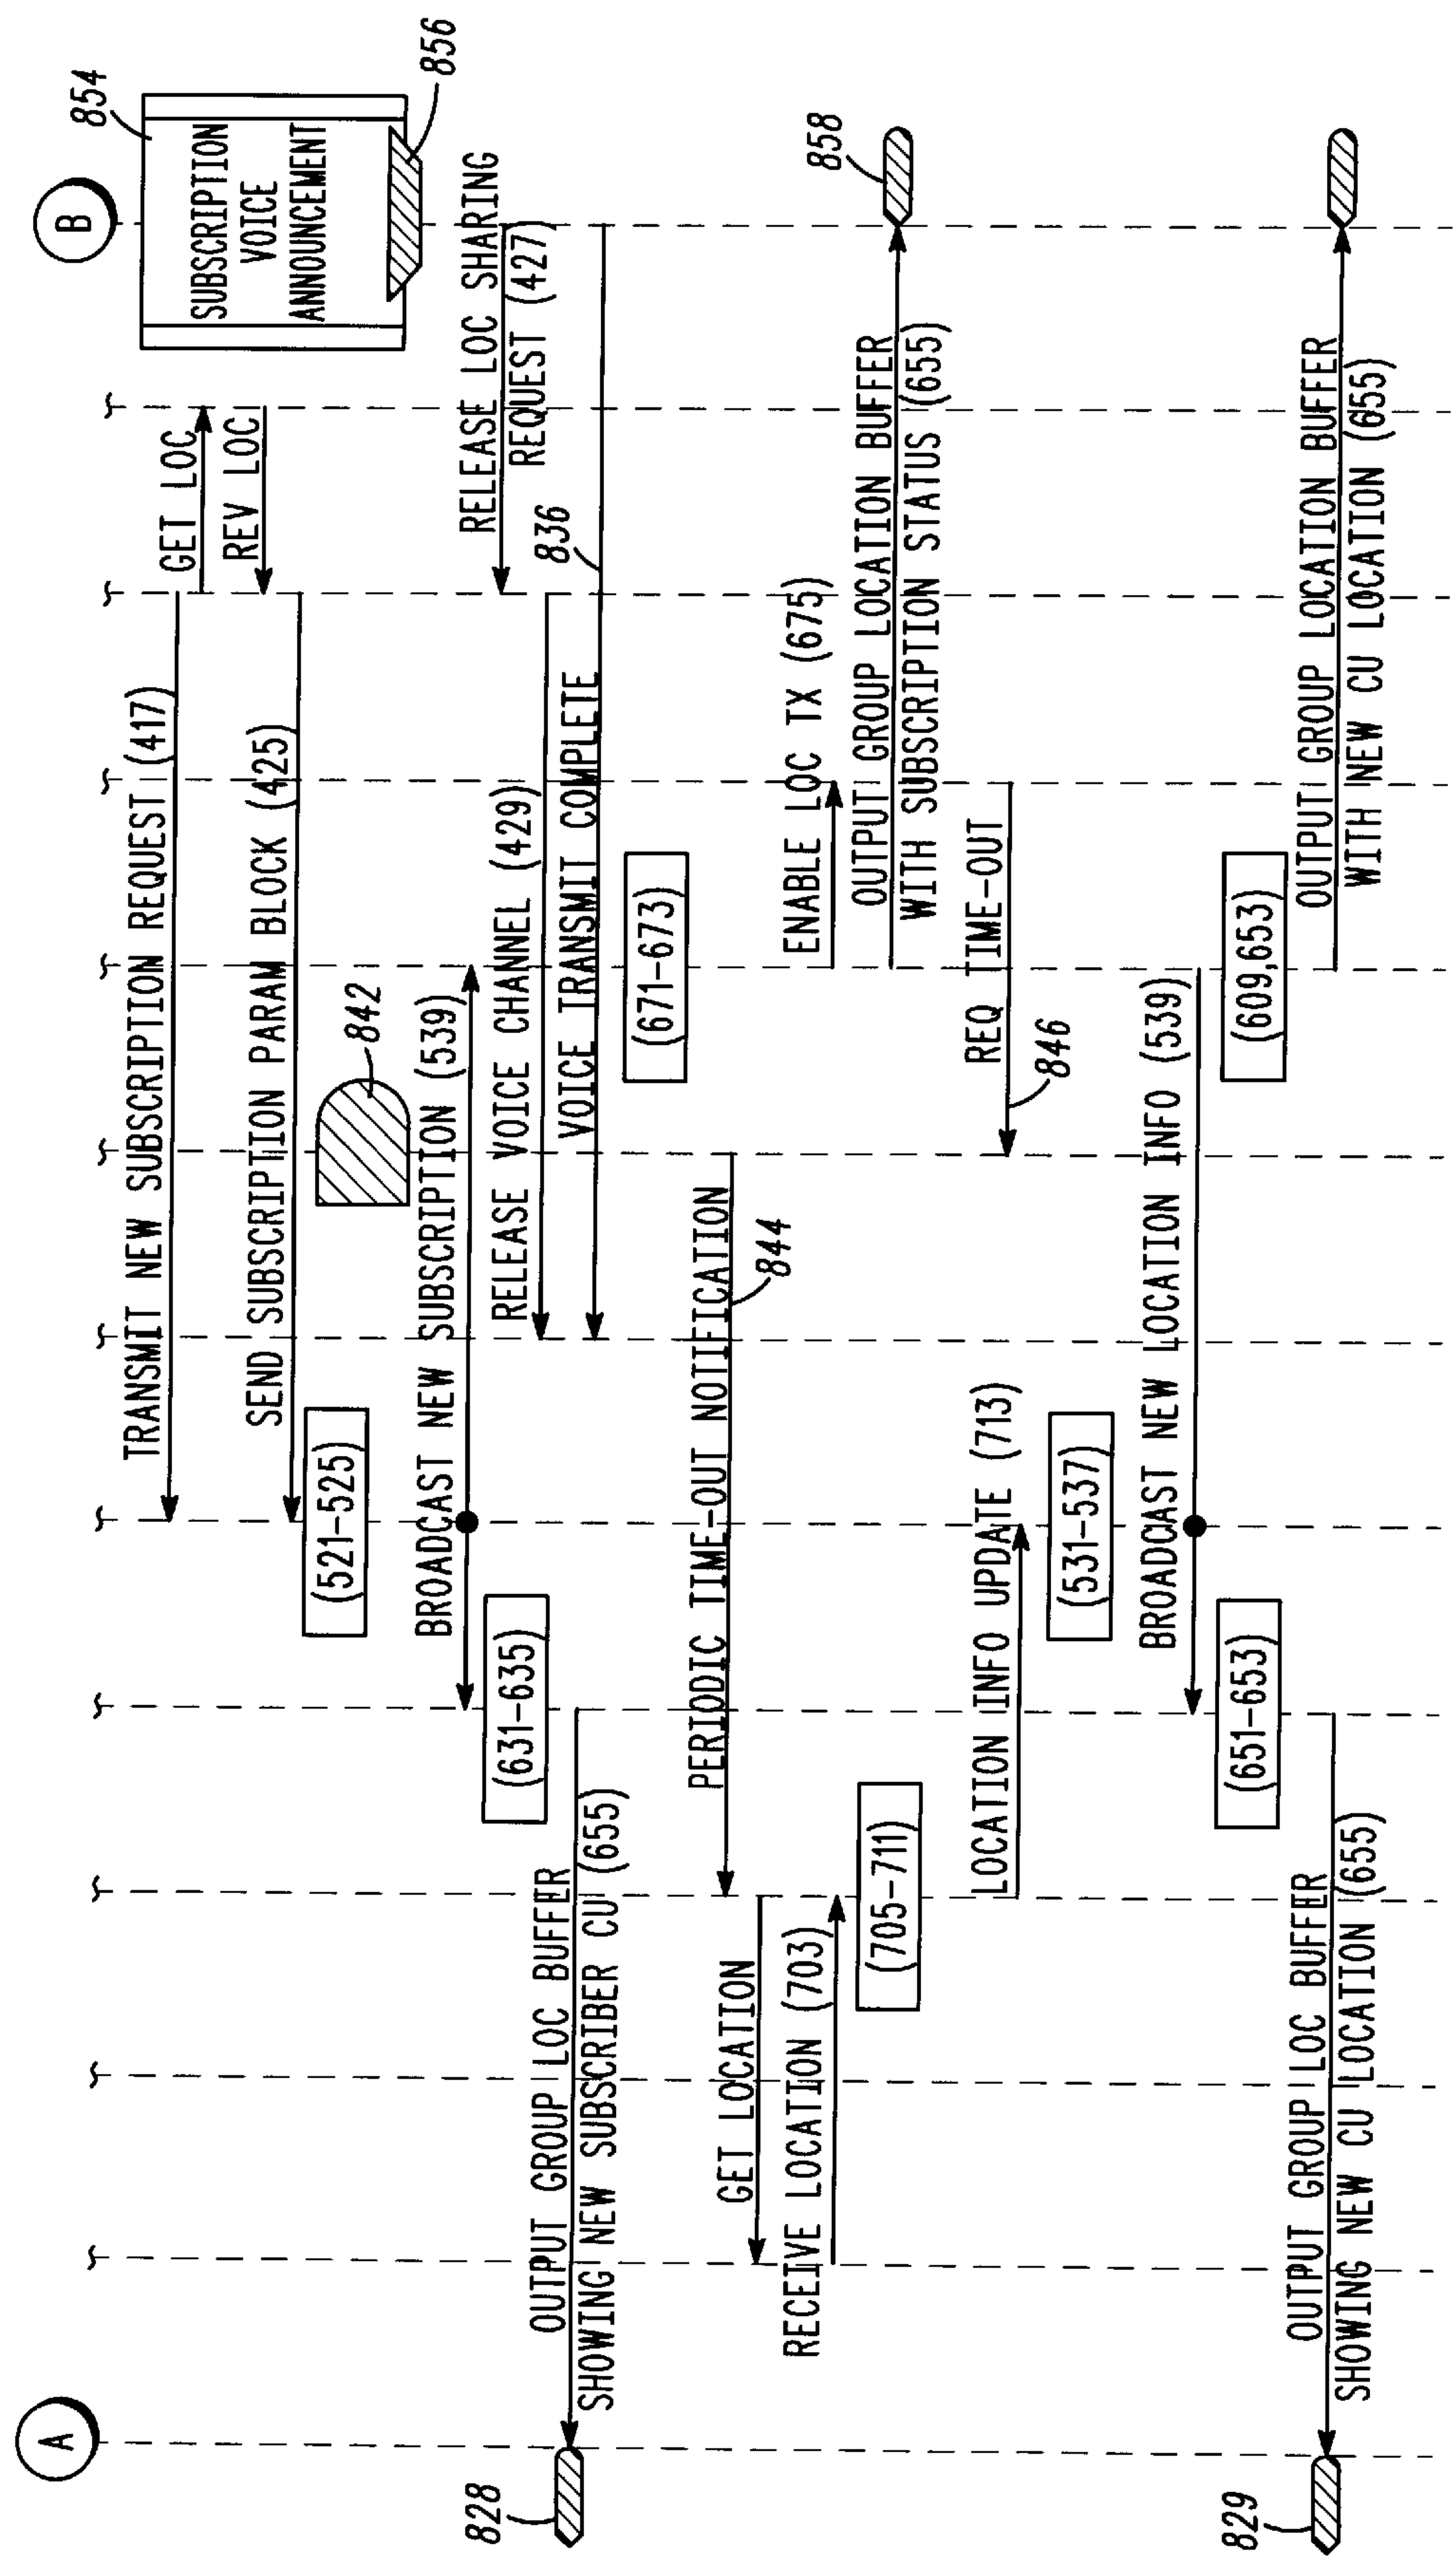 A
B
854
SUBSCRIPTION
VOICE
ANNOUNCEMENT
856
TRANSMIT NEW SUBSCRIPTION REQUEST (417)
GET LOC
REV LOC
SEND SUBSCRIPTION PARAM BLOCK (425)
(521-525)
842
BROADCAST NEW SUBSCRIPTION (539)
RELEASE LOC SHARING
REQUEST (427)
(631-635)
RELEASE VOICE CHANNEL (429)
836
VOICE TRANSMIT COMPLETE
828
OUTPUT GROUP LOC BUFFER
SHOWING NEW SUBSCRIBER CU (655)
(671-673)
PERIODIC TIME-OUT NOTIFICATION
844
GET LOCATION
RECEIVE LOCATION (703)
ENABLE LOC TX (675)
858
(705-711)
OUTPUT GROUP LOCATION BUFFER
WITH SUBSCRIPTION STATUS (655)
LOCATION INFO UPDATE (713)
REQ TIME-OUT
846
(531-537)
BROADCAST NEW LOCATION INFO (539)
(651-653)
(609,653)
829
OUTPUT GROUP LOC BUFFER
SHOWING NEW CU LOCATION (655)
OUTPUT GROUP LOCATION BUFFER
WITH NEW CU LOCATION (655)